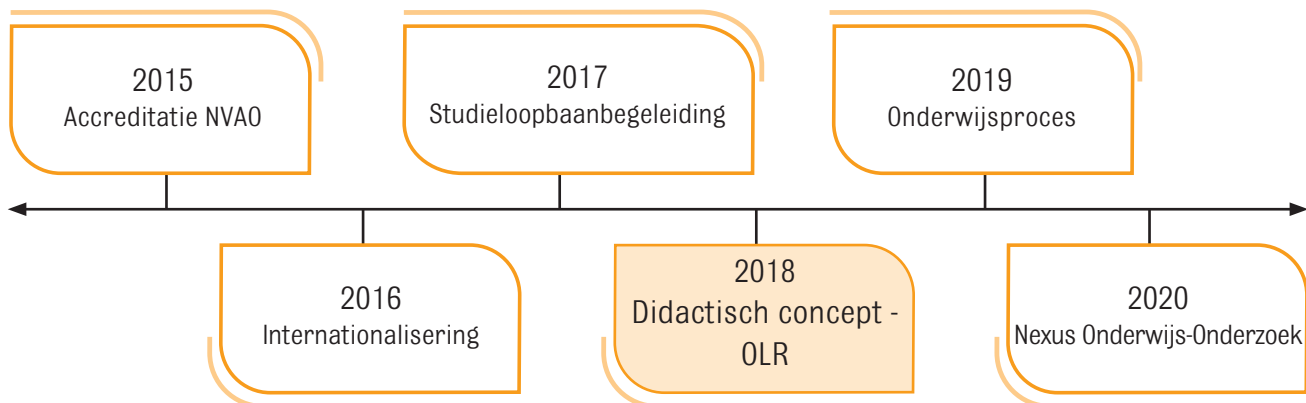 2015
Accreditatie NVAO
2017
Studieloopbaanbegeleiding
2019
Onderwijsproces
2016
Internationalisering
2018
Didactisch concept -
OLR
2020
Nexus Onderwijs-Onderzoek